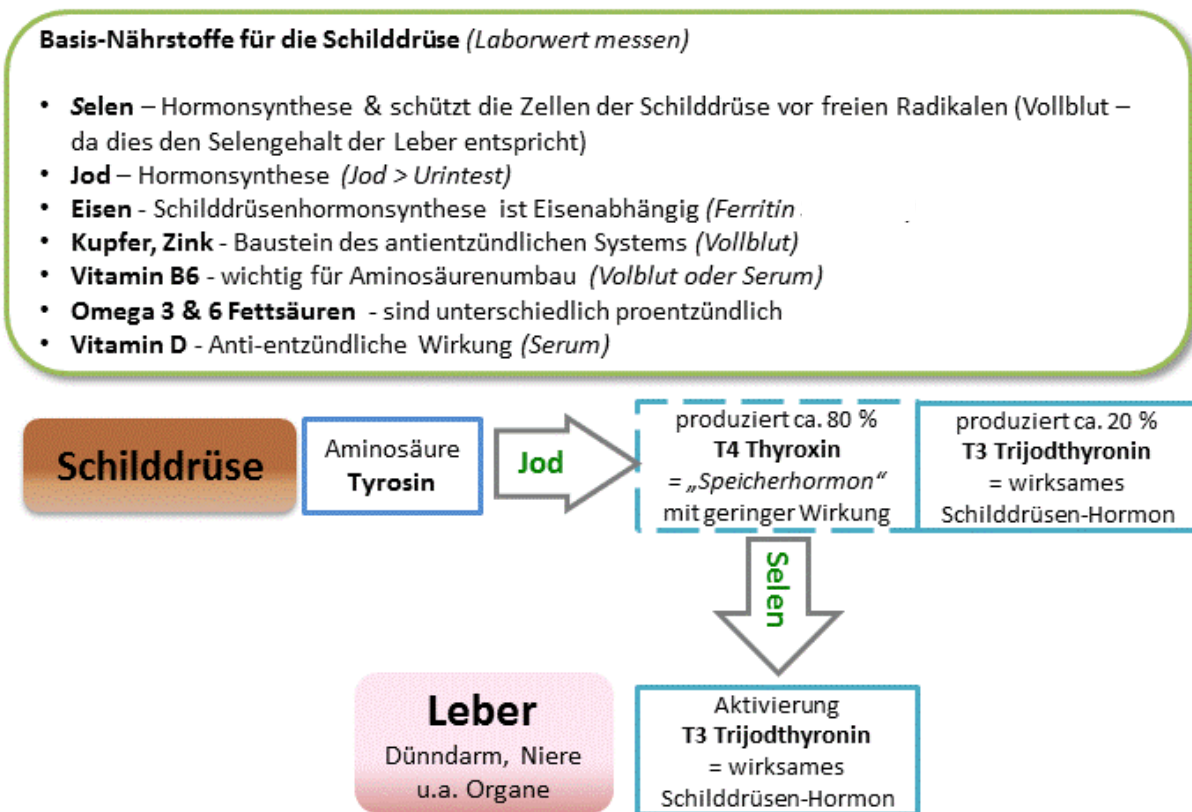 Basis-Nährstoffe für die Schilddrüse (Laborwert messen)
• Selen – Hormonsynthese & schützt die Zellen der Schilddrüse vor freien Radikalen (Vollblut –
da dies den Selengehalt der Leber entspricht)
• Jod – Hormonsynthese (Jod > Urintest)
• Eisen - Schilddrüsenhormonsynthese ist Eisenabhängig (Ferritin
• Kupfer, Zink - Baustein des antientzündlichen Systems (Vollblut)
• Vitamin B6 - wichtig für Aminosäurenumbau (Volblut oder Serum)
• Omega 3 & 6 Fettsäuren - sind unterschiedlich proentzündlich
• Vitamin D - Anti-entzündliche Wirkung (Serum)
Schilddrüse
Aminosäure
Tyrosin
Jod
produziert ca. 80 %
T4 Thyroxin
= „Speicherhormon“
mit geringer Wirkung
produziert ca. 20 %
T3 Trijodthyronin
= wirksames
Schilddrüsen-Hormon
Selen
Leber
Dünndarm, Niere
u.a. Organe
Aktivierung
T3 Trijodthyronin
= wirksames
Schilddrüsen-Hormon